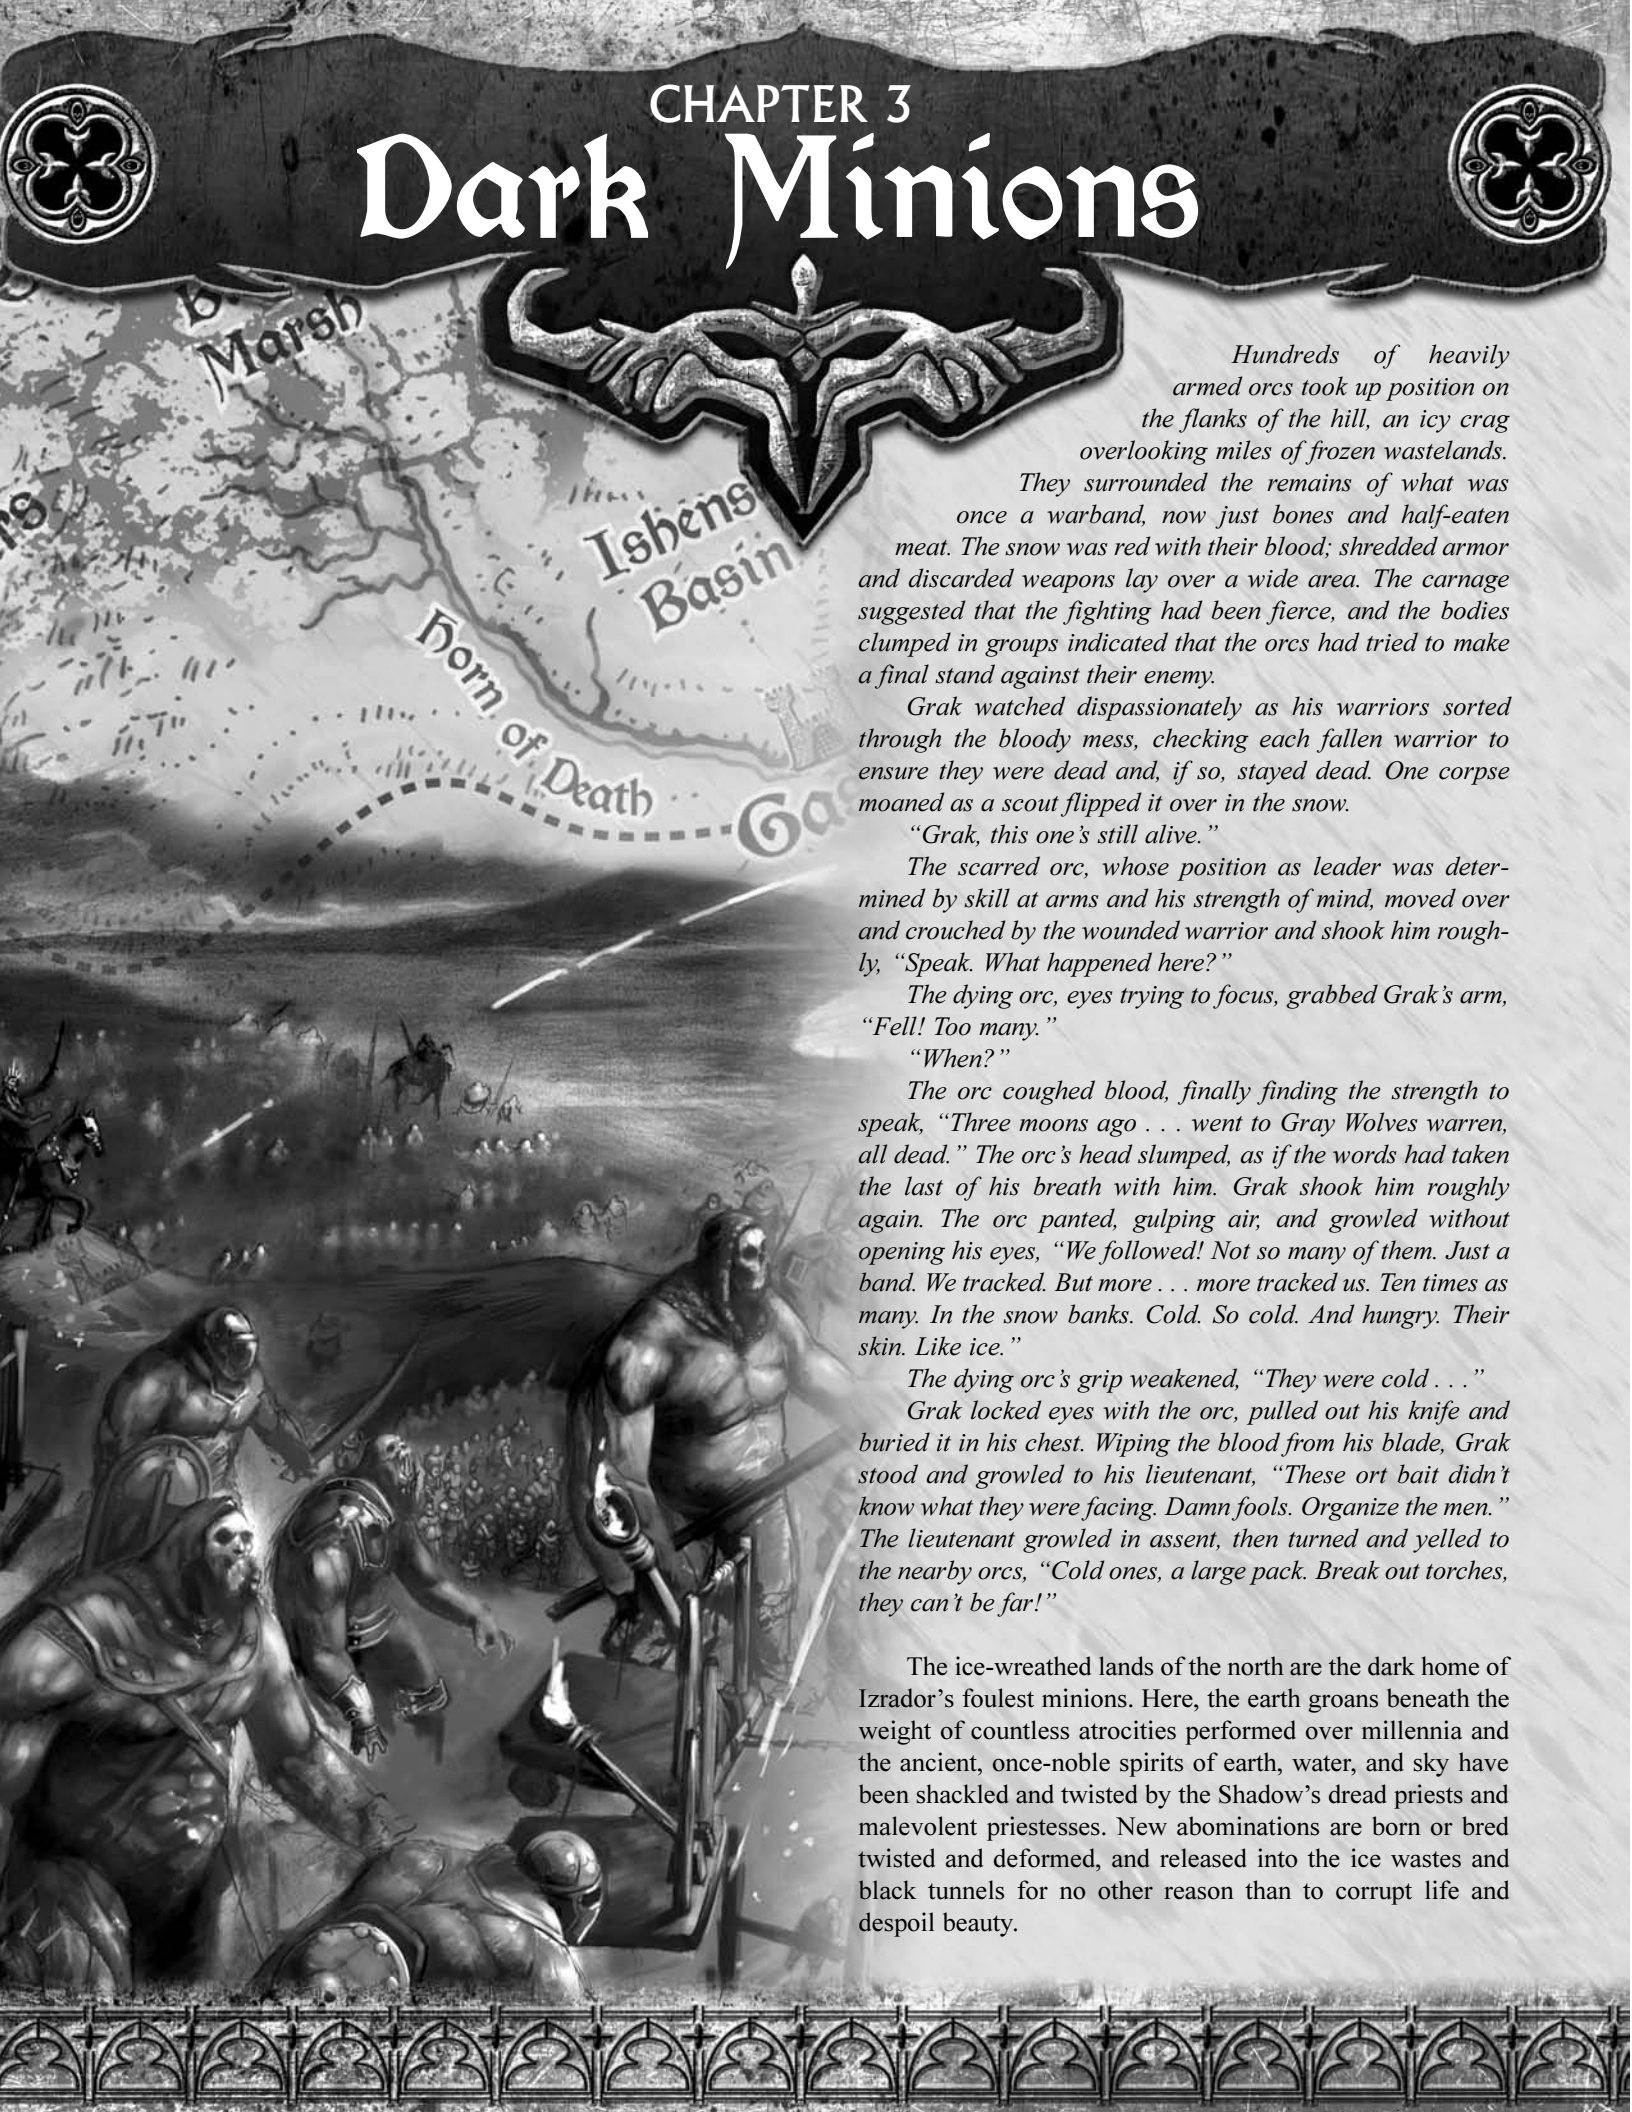 CHAPTER 3
Dark Minions
Marsh
Ishens
Basin
Horn of Death
Hundreds of heavily
armed orcs took up position on
the flanks of the hill, an icy crag
overlooking miles of frozen wastelands.
They surrounded the remains of what was
once a warband, now just bones and half-eaten
meat. The snow was red with their blood; shredded armor
and discarded weapons lay over a wide area. The carnage
suggested that the fighting had been fierce, and the bodies
clumped in groups indicated that the orcs had tried to make
a final stand against their enemy.
Grak watched dispassionately as his warriors sorted
through the bloody mess, checking each fallen warrior to
ensure they were dead and, if so, stayed dead. One corpse
moaned as a scout flipped it over in the snow.
“Grak, this one’s still alive.”
The scarred orc, whose position as leader was deter-
mined by skill at arms and his strength of mind, moved over
and crouched by the wounded warrior and shook him rough-
ly, “Speak. What happened here?”
The dying orc, eyes trying to focus, grabbed Grak’s arm,
“Fell! Too many.”
“When?”
The orc coughed blood, finally finding the strength to
speak, “Three moons ago . . . went to Gray Wolves warren,
all dead.” The orc’s head slumped, as if the words had taken
the last of his breath with him. Grak shook him roughly
again. The orc panted, gulping air, and growled without
opening his eyes, “We followed! Not so many of them. Just a
band. We tracked. But more . . . more tracked us. Ten times as
many. In the snow banks. Cold. So cold. And hungry. Their
skin. Like ice.”
The dying orc’s grip weakened, “They were cold . . .”
Grak locked eyes with the orc, pulled out his knife and
buried it in his chest. Wiping the blood from his blade, Grak
stood and growled to his lieutenant, “These ort bait didn’t
know what they were facing. Damn fools. Organize the men.”
The lieutenant growled in assent, then turned and yelled to
the nearby orcs, “Cold ones, a large pack. Break out torches,
they can’t be far!”
The ice-wreathed lands of the north are the dark home of
Izrador’s foulest minions. Here, the earth groans beneath the
weight of countless atrocities performed over millennia and
the ancient, once-noble spirits of earth, water, and sky have
been shackled and twisted by the Shadow’s dread priests and
malevolent priestesses. New abominations are born or bred
twisted and deformed, and released into the ice wastes and
black tunnels for no other reason than to corrupt life and
despoil beauty.